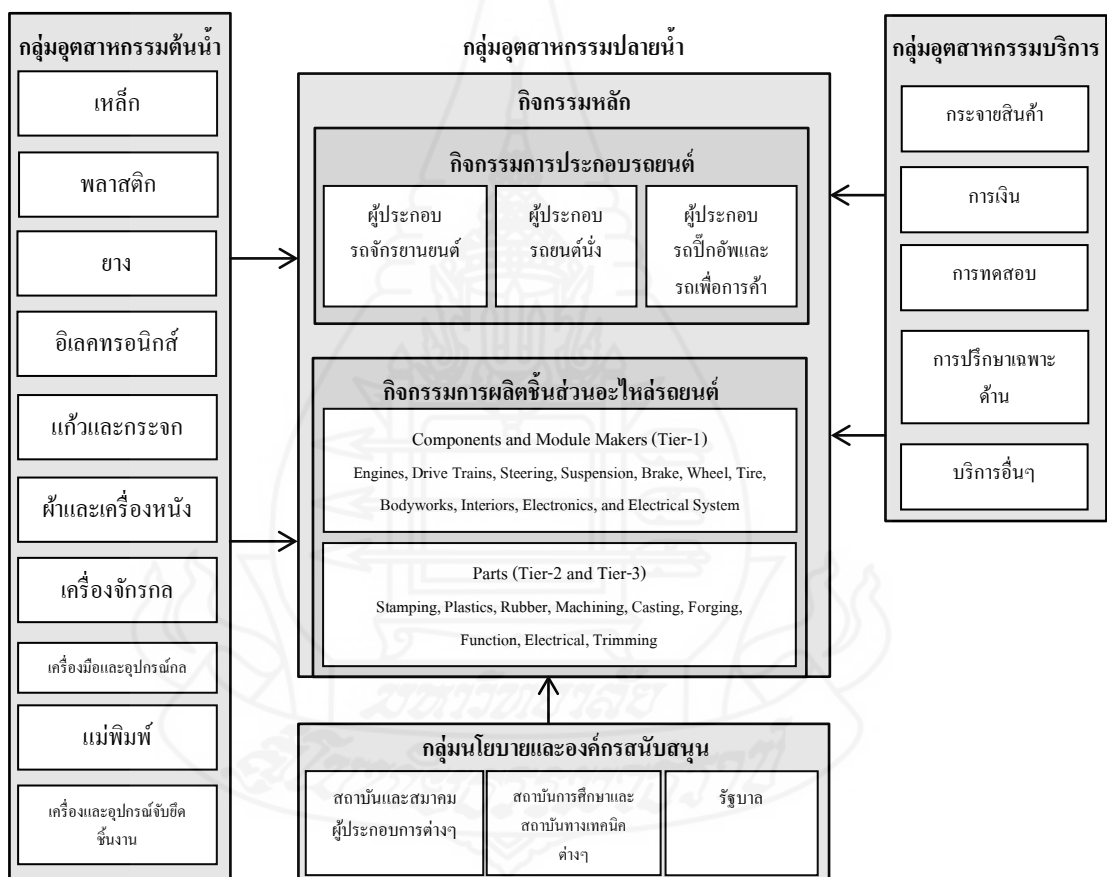 กลุ่มอุตสาหกรรมต้นน้ำ
เหล็ก
พลาสติก
ยาง
อิเลคทรอนิกส์
แก้วและกระจก
ผ้าและเครื่องหนัง
เครื่องจักรกล
เครื่องมือและอุปกรณ์กล
แม่พิมพ์
เครื่องและอุปกรณ์จับยึด
ชิ้นงาน
กลุ่มอุตสาหกรรมปลายน้ำ
กิจกรรมหลัก
กิจกรรมการประกอบรถยนต์
ผู้ประกอบ
รถจักรยานยนต์
ผู้ประกอบ
รถยนต์นั่ง
ผู้ประกอบ
รถปิ๊กอัพและ
รถเพื่อการค้า
กิจกรรมการผลิตชิ้นส่วนอะไหล่รถยนต์
Components and Module Makers (Tier-1)
Engines, Drive Trains, Steering, Suspension, Brake, Wheel, Tire,
Bodyworks, Interiors, Electronics, and Electrical System
Parts (Tier-2 and Tier-3)
Stamping, Plastics, Rubber, Machining, Casting, Forging,
Function, Electrical, Trimming
กลุ่มนโยบายและองค์กรสนับสนุน
สถาบันและสมาคม
ผู้ประกอบการต่างๆ
สถาบันการศึกษาและ
สถาบันทางเทคนิค
ต่างๆ
รัฐบาล
กลุ่มอุตสาหกรรมบริการ
กระจายสินค้า
การเงิน
การทดสอบ
การปรึกษาเฉพาะ
ด้าน
บริการอื่นๆ